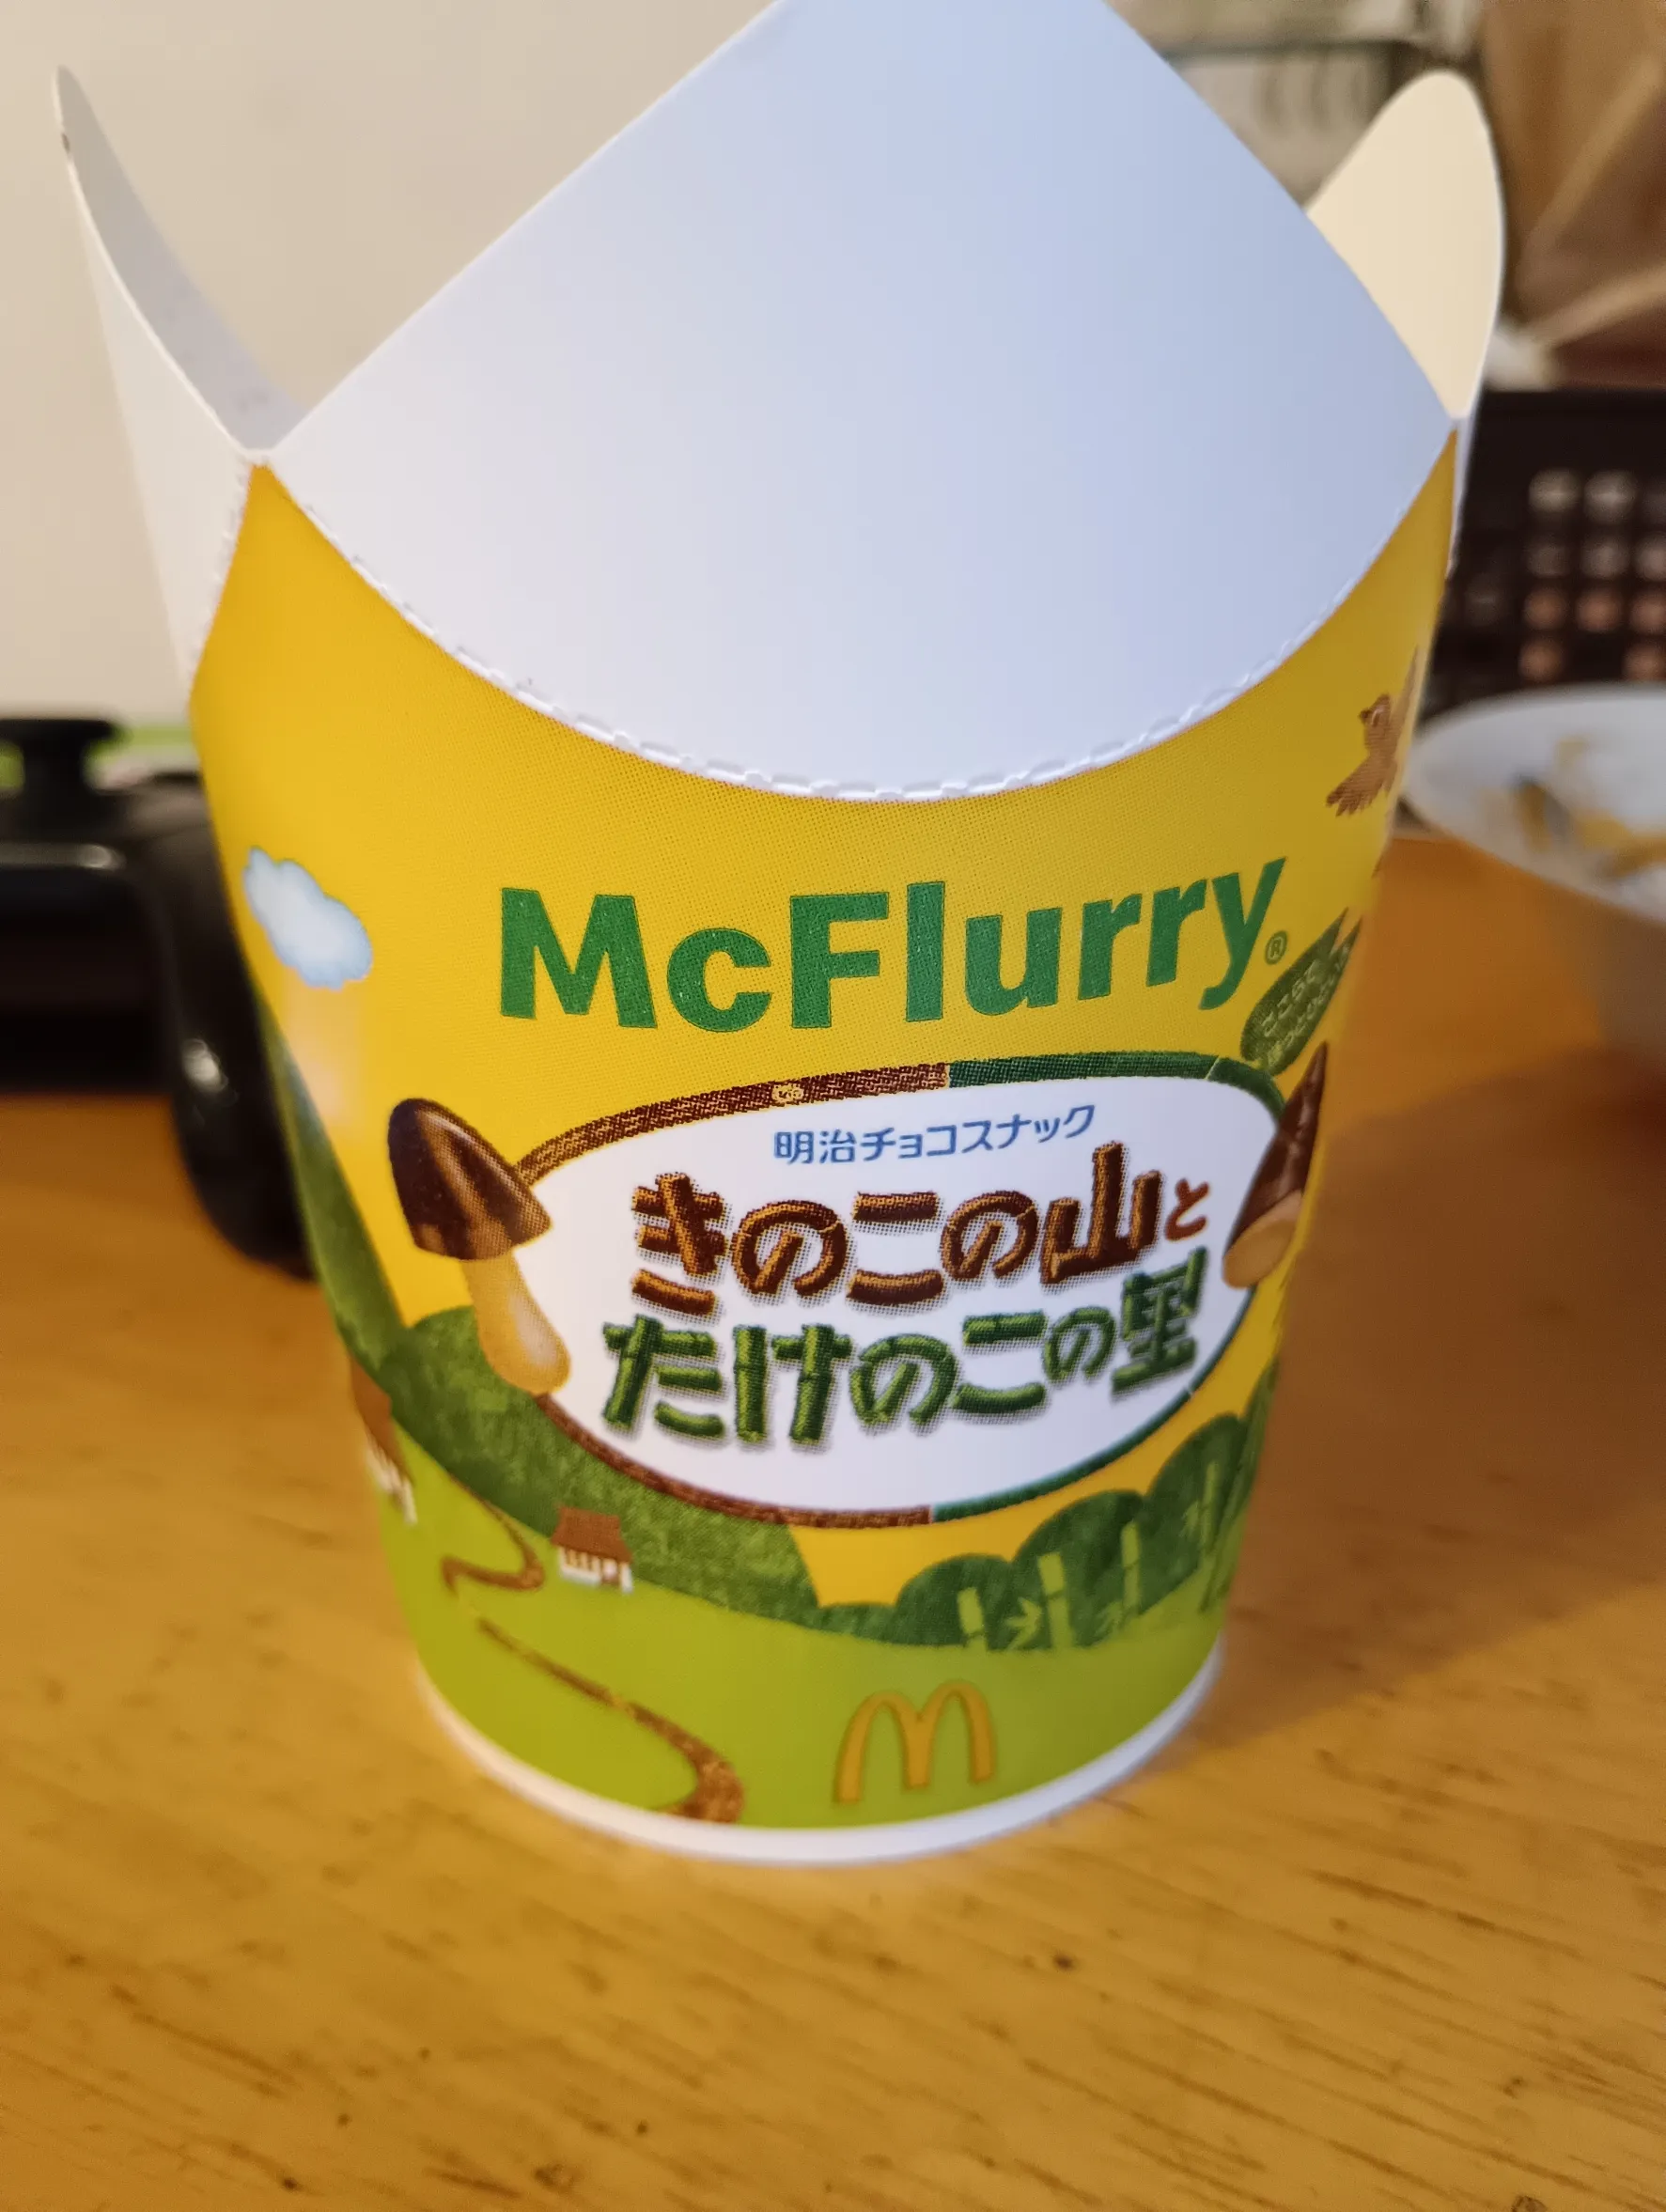 McFlurry®
明治チョコスナック
きのこの山と
たけのこの里